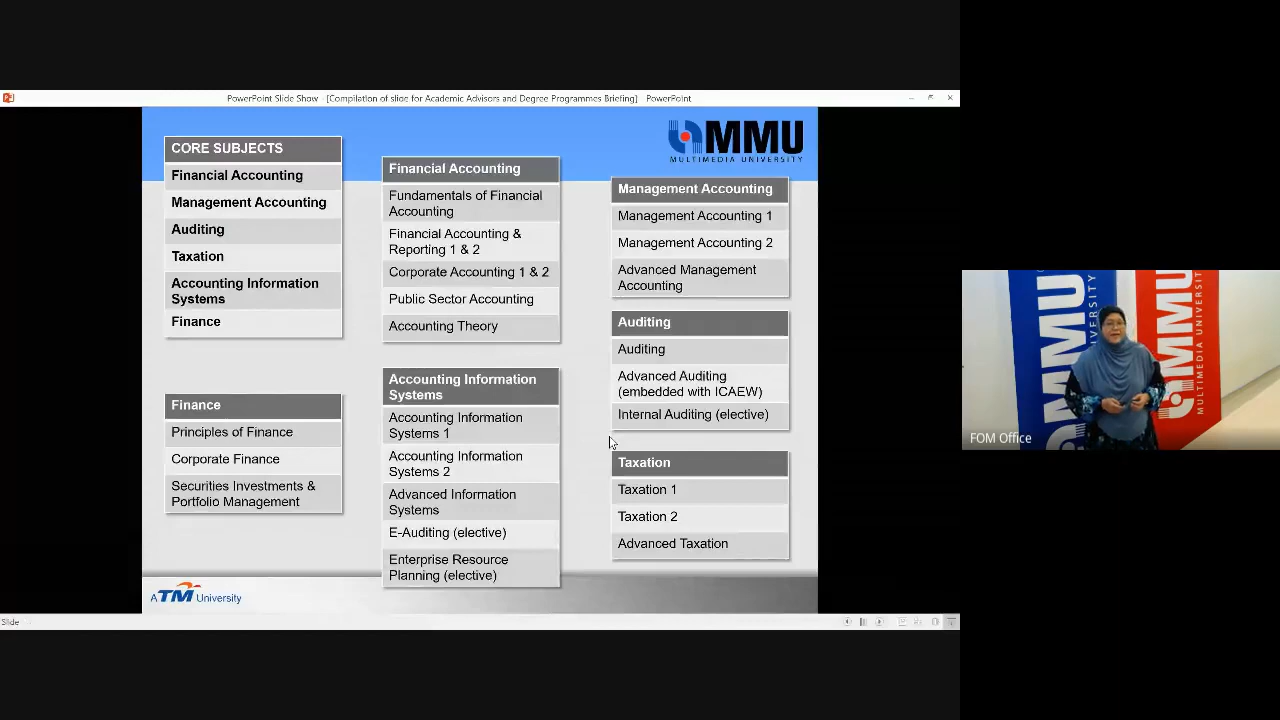 PowerPoint Slide Show - [Compilation of slide for Academic Advisors and Degree Programmes Briefing] - PowerPoint
MMU
MULTIMEDIA UNIVERSITY
CORE SUBJECTS
Financial Accounting
Management Accounting
Auditing
Taxation
Accounting Information
Systems
Finance
Finance
Principles of Finance
Corporate Finance
Securities Investments &
Portfolio Management
Financial Accounting
Fundamentals of Financial
Accounting
Financial Accounting &
Reporting 1 & 2
Corporate Accounting 1 & 2
Public Sector Accounting
Accounting Theory
Accounting Information
Systems
Accounting Information
Systems 1
Accounting Information
Systems 2
Advanced Information
Systems
E-Auditing (elective)
Enterprise Resource
Planning (elective)
Management Accounting
Management Accounting 1
Management Accounting 2
Advanced Management
Accounting
Auditing
Auditing
Advanced Auditing
(embedded with ICAEW)
Internal Auditing (elective)
Taxation
Taxation 1
Taxation 2
Advanced Taxation
A TM University
Slide
MMU
MMU
MULTIMEDIA UNIVERSIT
FOM Office